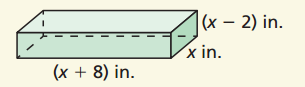 (x − 2) in.
x in.
(x + 8) in.